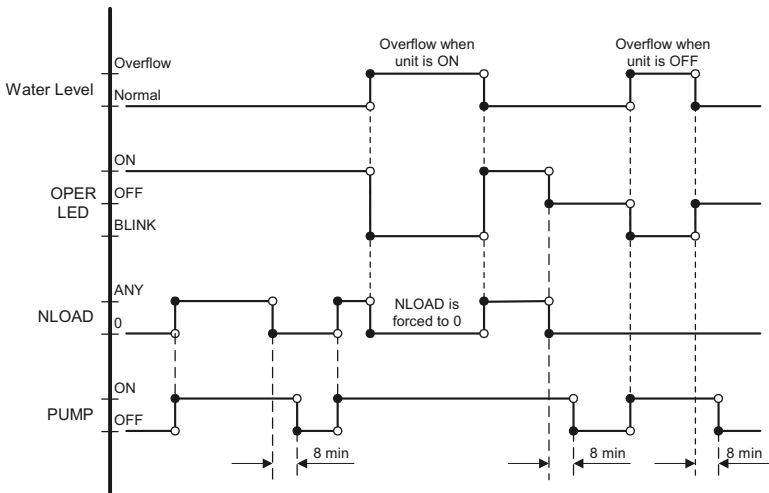 Overflow when
unit is ON
Overflow when
unit is OFF
Water Level
Overflow
Normal
OPER
LED
ON
OFF
BLINK
NLOAD
ANY
0
NLOAD is
forced to 0
PUMP
ON
OFF
8 min
8 min
8 min